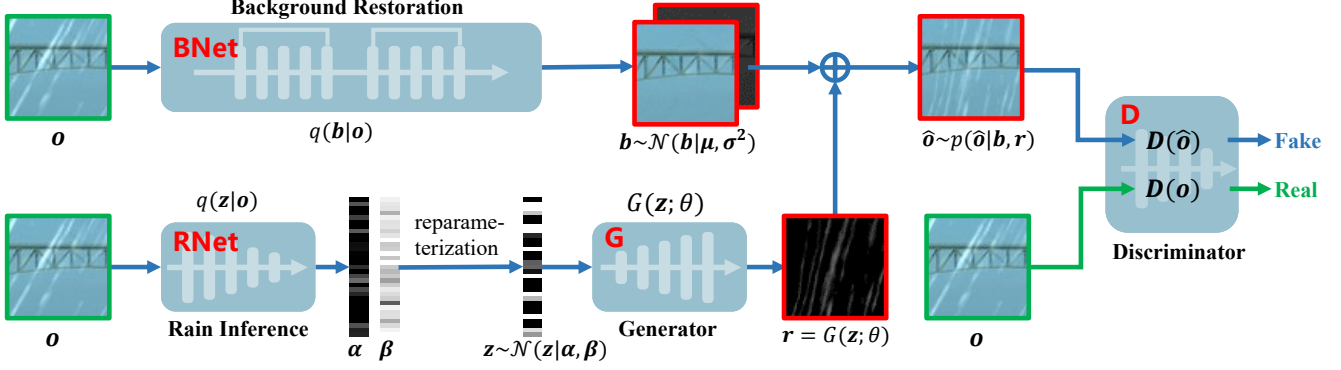 Background Restoration
BNet
q(b|o)
o
b~𝒩(b|μ, σ²)
ô~p(ô|b, r)
D
D(ô)
D(o)
Fake
Real
Discriminator
q(z|o)
RNet
Rain Inference
o
α β
reparame-
terization
z~𝒩(z|α, β)
G(z; θ)
G
Generator
r = G(z; θ)
o